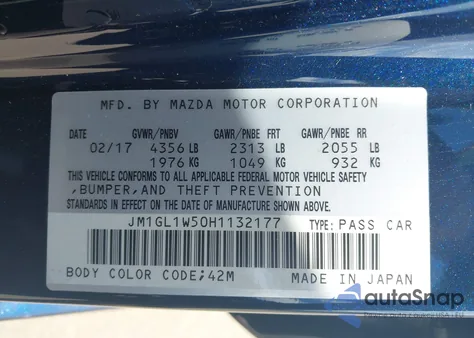 MFD. BY MAZDA MOTOR CORPORATION
DATE GVWR/PNBV GAWR/PNBE FRT GAWR/PNBE RR
02/17 4356 LB 2313 LB 2055 LB
1976 KG 1049 KG 932 KG
THIS VEHICLE CONFORMS TO ALL APPLICABLE FEDERAL MOTOR VEHICLE SAFETY
,BUMPER,AND THEFT PREVENTION
STANDARDS IN EFFECT ON THE DATE OF MANUFACTURE SHOWN ABOVE.
JM1GL1W50H1132177 TYPE: PASS CAR
BODY COLOR CODE;42M MADE IN JAPAN
autoSnap